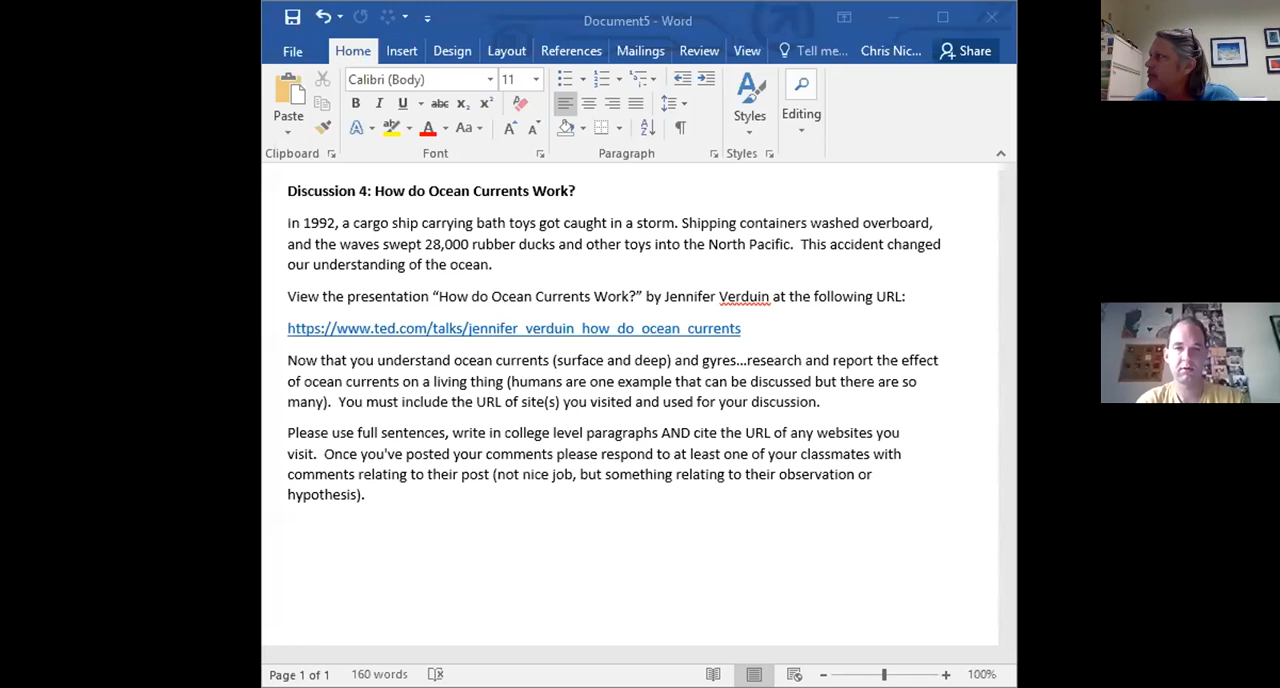 Document5 - Word
File Home Insert Design Layout References Mailings Review View Tell me... Chris Nic... Share
Calibri (Body) 11
Paste
Styles
Editing
Clipboard Font Paragraph Styles
Discussion 4: How do Ocean Currents Work?
In 1992, a cargo ship carrying bath toys got caught in a storm. Shipping containers washed overboard,
and the waves swept 28,000 rubber ducks and other toys into the North Pacific.  This accident changed
our understanding of the ocean.
View the presentation “How do Ocean Currents Work?” by Jennifer Verduin at the following URL:
https://www.ted.com/talks/jennifer_verduin_how_do_ocean_currents
Now that you understand ocean currents (surface and deep) and gyres…research and report the effect
of ocean currents on a living thing (humans are one example that can be discussed but there are so
many).  You must include the URL of site(s) you visited and used for your discussion.
Please use full sentences, write in college level paragraphs AND cite the URL of any websites you
visit.  Once you've posted your comments please respond to at least one of your classmates with
comments relating to their post (not nice job, but something relating to their observation or
hypothesis).
Page 1 of 1 160 words 100%